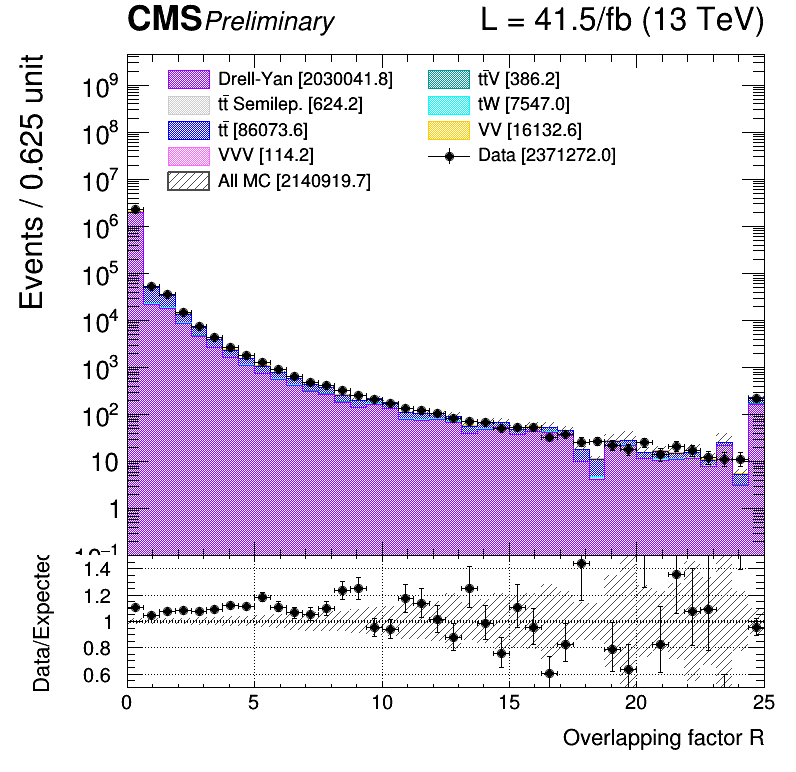 CMS Preliminary L = 41.5/fb (13 TeV)
Events / 0.625 unit
Drell-Yan [2030041.8]
tt̄ Semilep. [624.2]
tt̄ [86073.6]
VVV [114.2]
All MC [2140919.7]
tt̄V [386.2]
tW [7547.0]
VV [16132.6]
Data [2371272.0]
10⁹
10⁸
10⁷
10⁶
10⁵
10⁴
10³
10²
10
1
10⁻¹
Data/Expected
1.4
1.2
1
0.8
0.6
0 5 10 15 20 25
Overlapping factor R